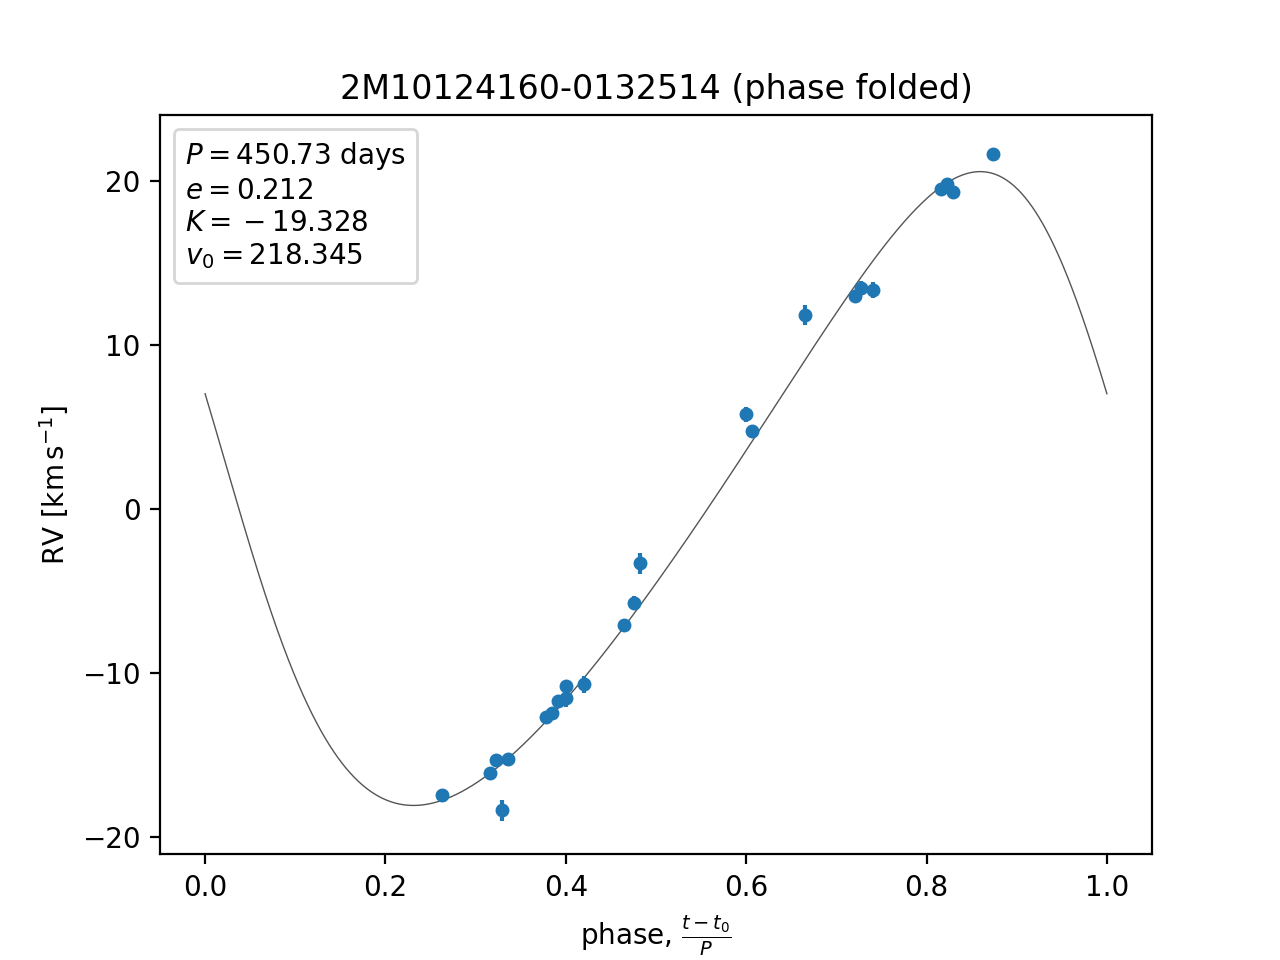 2M10124160-0132514 (phase folded)
P = 450.73 days
e = 0.212
K = −19.328
v₀ = 218.345
20
10
0
−10
−20
RV [km s⁻¹]
0.0 0.2 0.4 0.6 0.8 1.0
phase, (t − t₀)/P